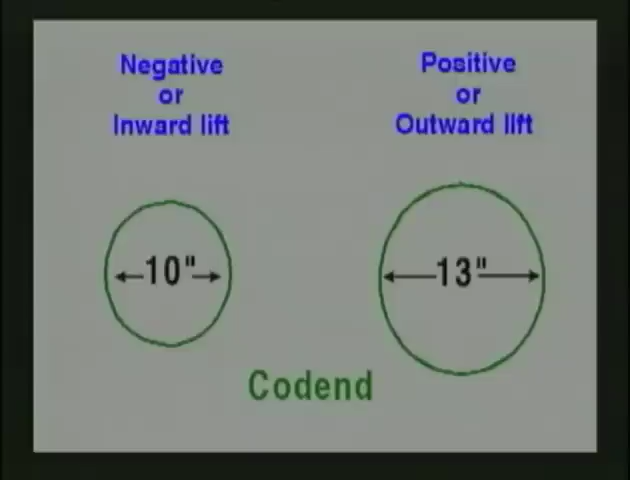 Negative
or
Inward lift
Positive
or
Outward lift
10"
13"
Codend